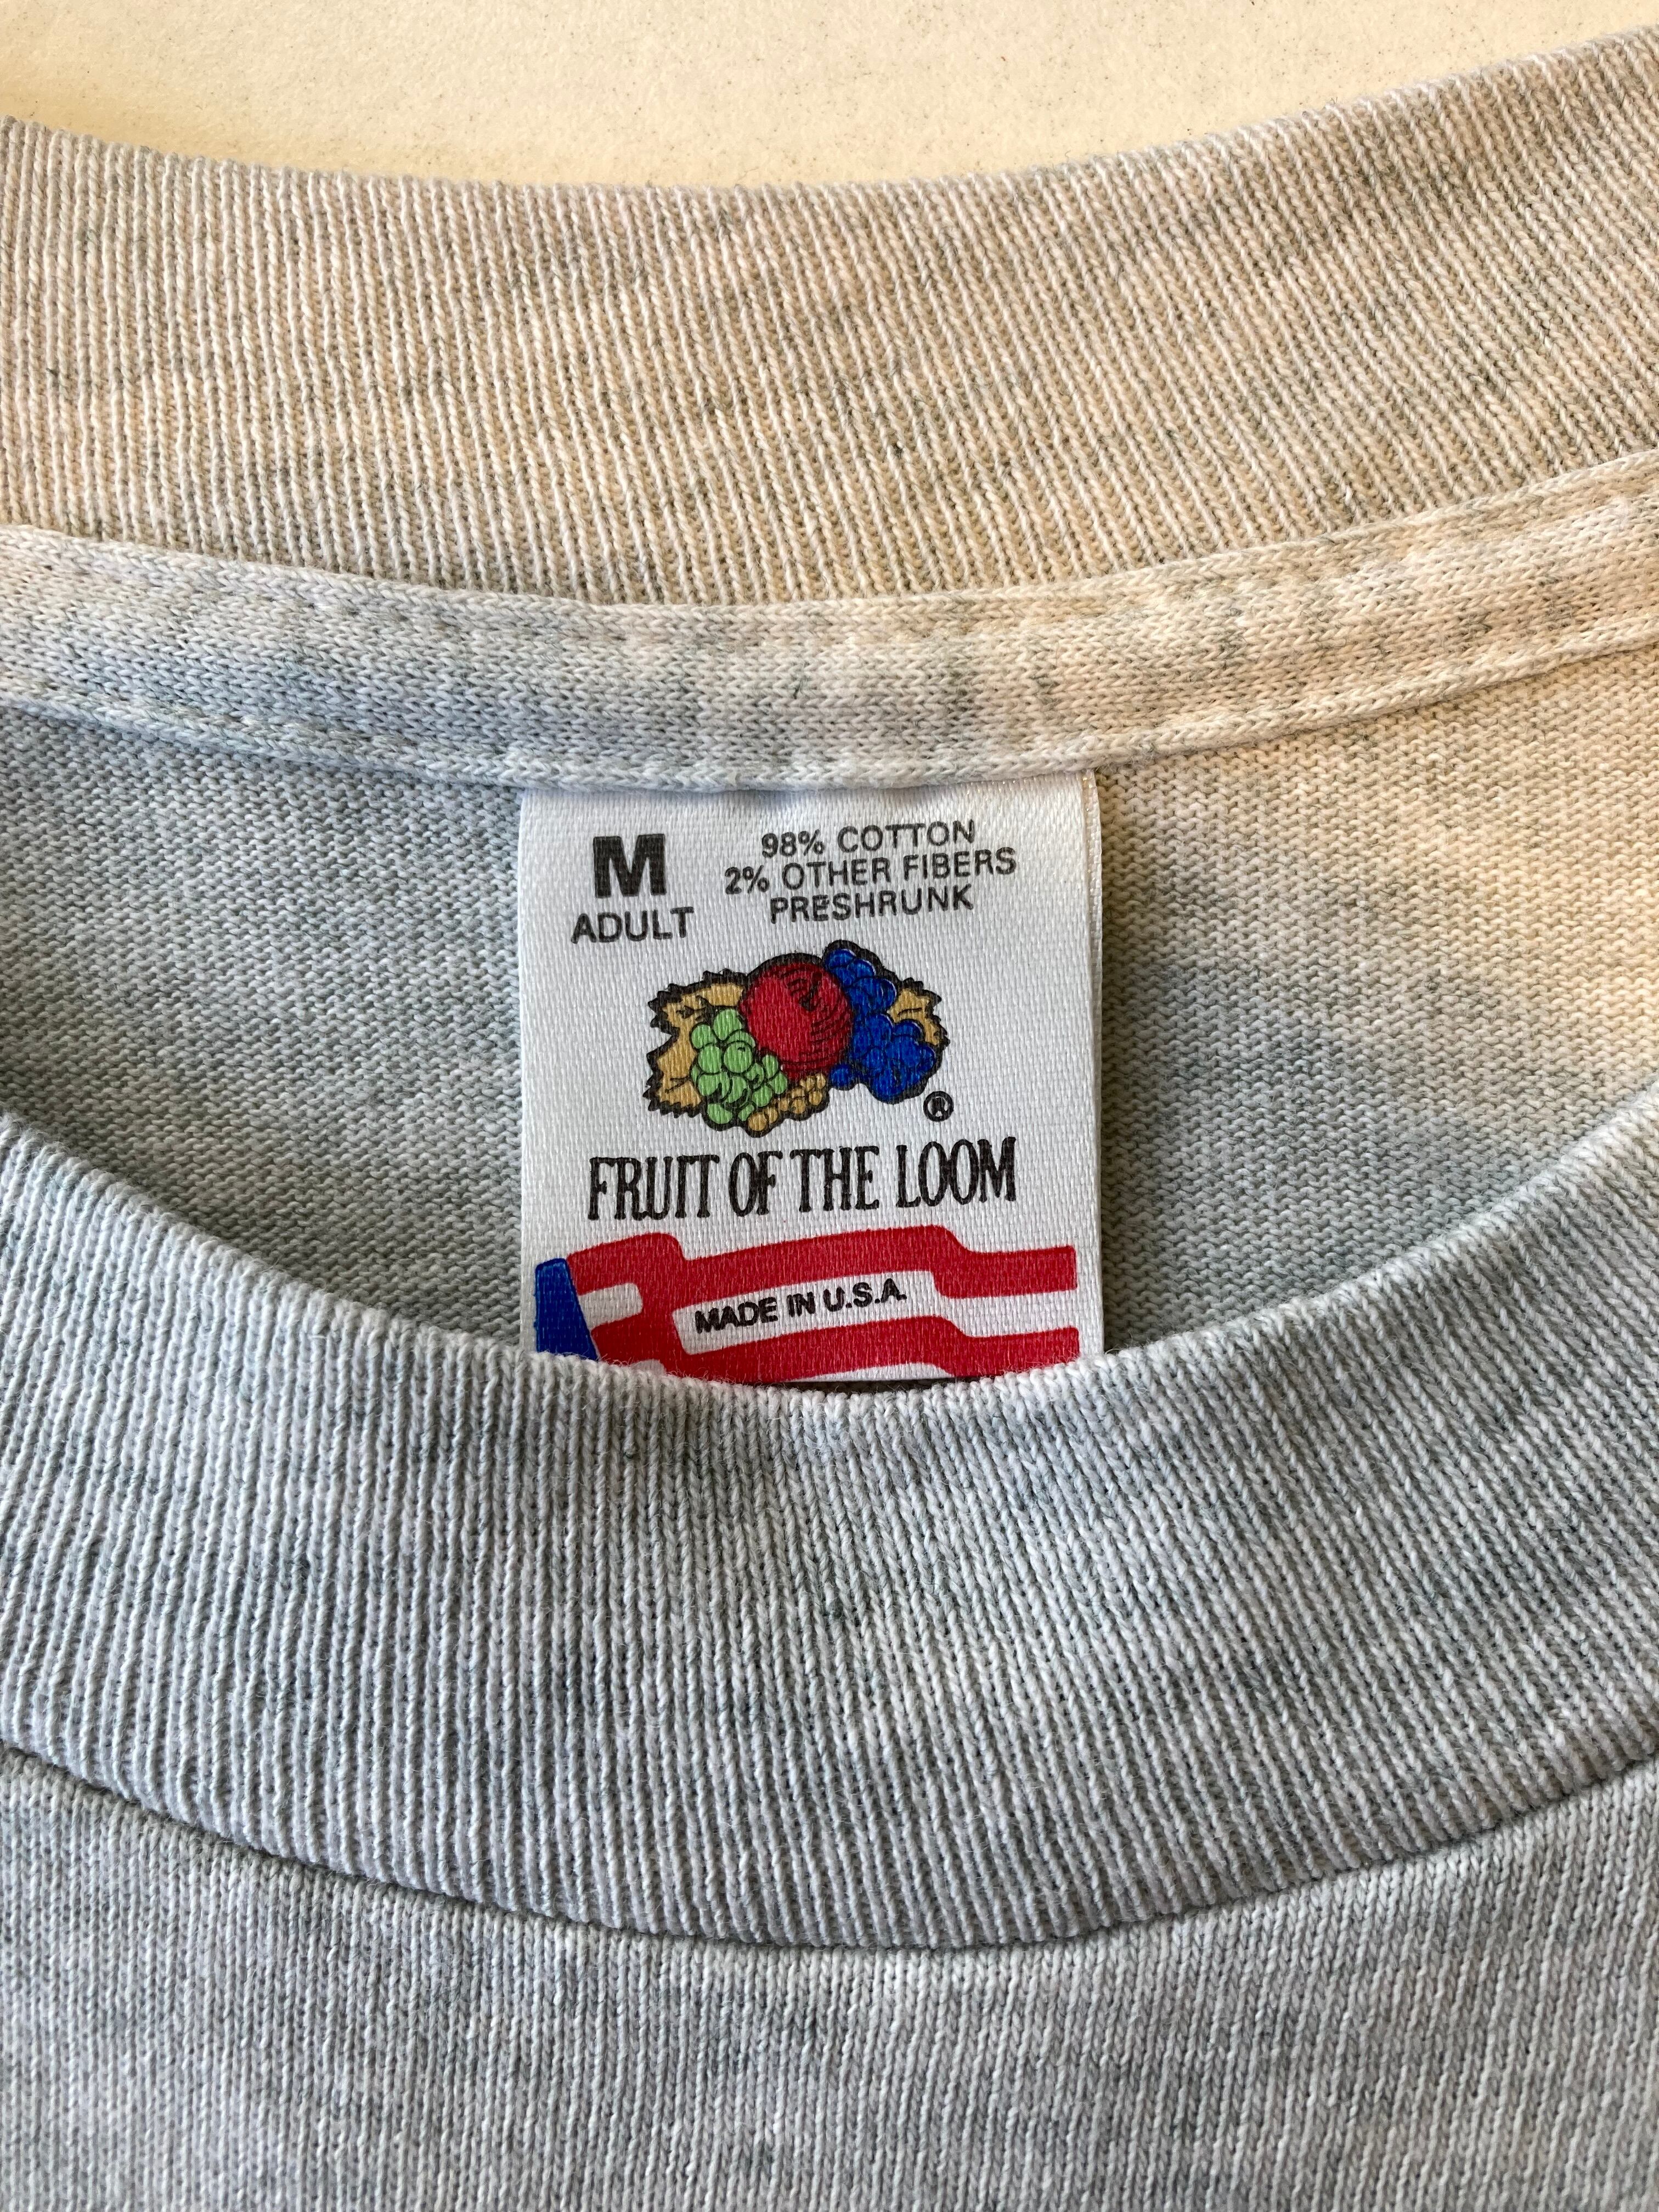 M
ADULT
98% COTTON
2% OTHER FIBERS
PRESHRUNK
®
FRUIT OF THE LOOM
MADE IN U.S.A.